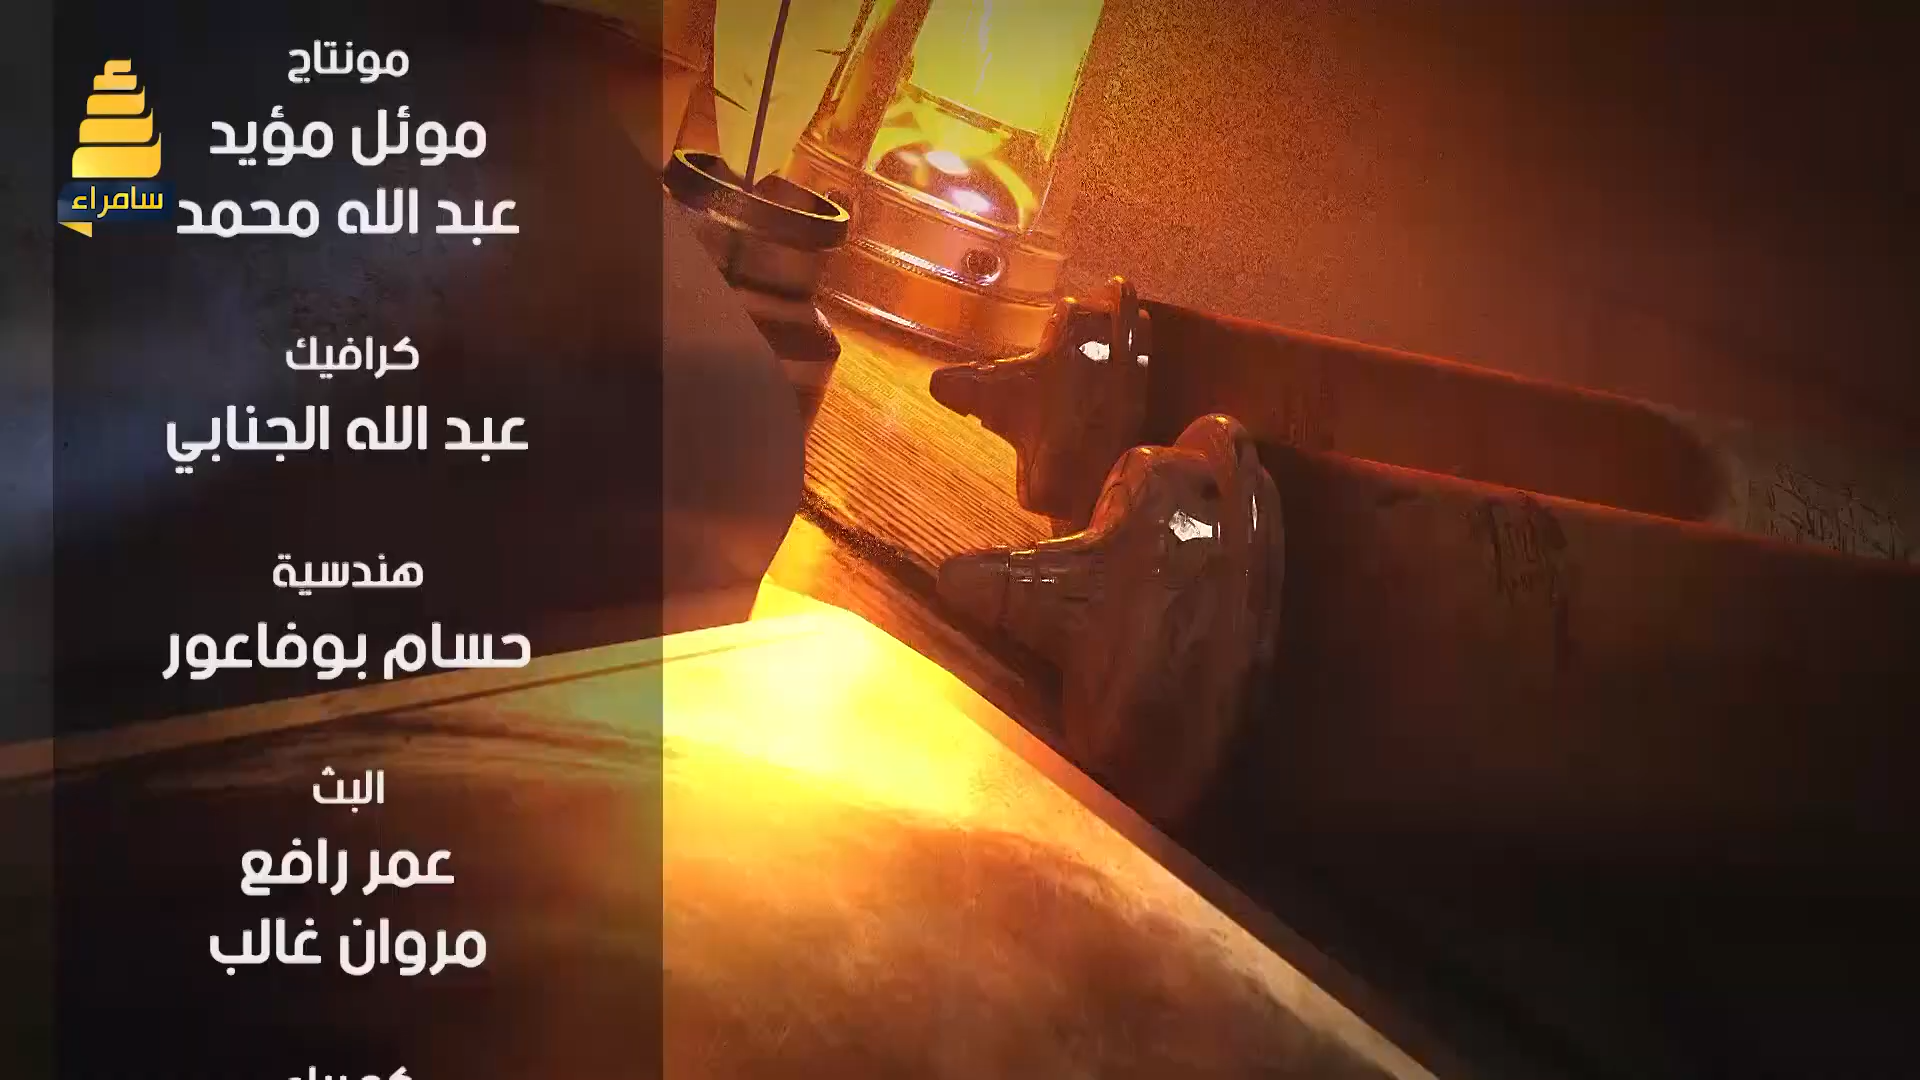 مونتاج
موئل مؤيد
عبد الله محمد
سامراء
كرافيك
عبد الله الجنابي
هندسية
حسام بوفاعور
البث
عمر رافع
مروان غالب